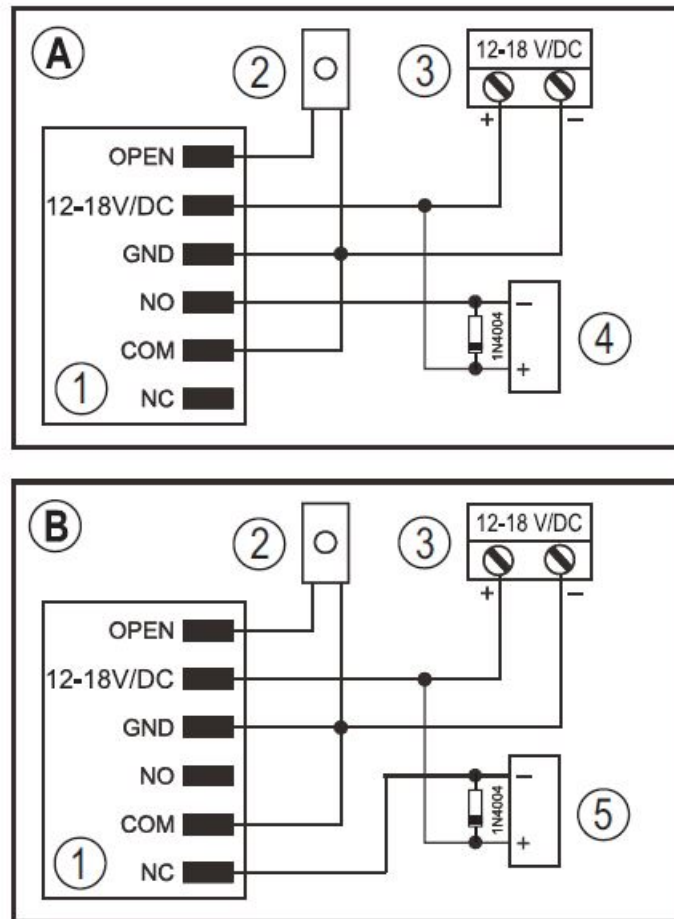 A
2
3
12-18 V/DC
+
−
OPEN
12-18V/DC
GND
NO
COM
NC
1
1N4004
−
+
4
B
2
3
12-18 V/DC
+
−
OPEN
12-18V/DC
GND
NO
COM
NC
1
1N4004
−
+
5